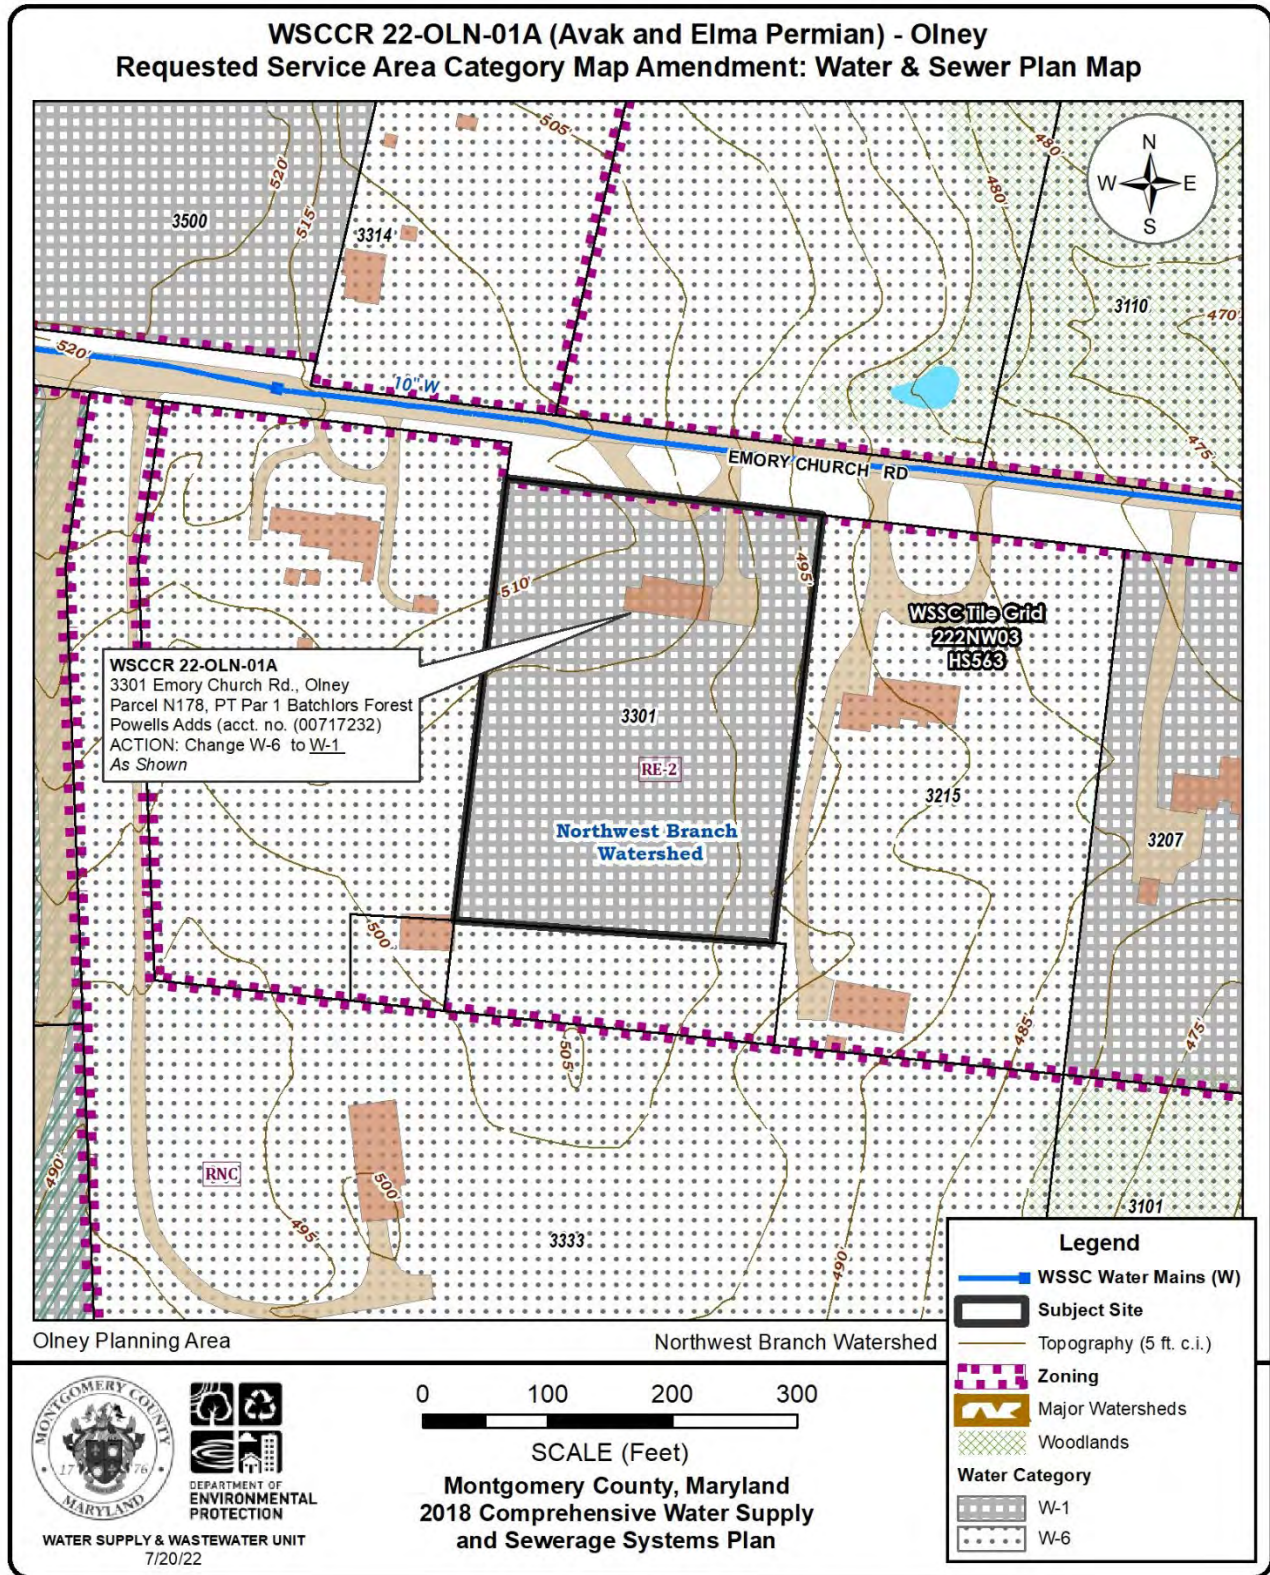 WSCCR 22-OLN-01A (Avak and Elma Permian) - Olney
Requested Service Area Category Map Amendment: Water & Sewer Plan Map
505'
480'
N
W
E
S
520'
480'
3500
515'
3314
3110
470'
520'
10" W
475'
EMORY CHURCH RD
495'
510'
WSSC Tile Grid
222NW03
HS563
WSCCR 22-OLN-01A
3301 Emory Church Rd., Olney
Parcel N178, PT Par 1 Batchlors Forest
Powells Adds (acct. no. (00717232)
ACTION: Change W-6 to W-1
As Shown
3301
RE-2
3215
Northwest Branch
Watershed
3207
500'
485'
475'
505'
490'
RNC
500'
495'
3333
490'
3101
Legend
WSSC Water Mains (W)
Subject Site
Topography (5 ft. c.i.)
Zoning
Major Watersheds
Woodlands
Water Category
W-1
W-6
Olney Planning Area
Northwest Branch Watershed
MONTGOMERY COUNTY
17 76
MARYLAND
DEPARTMENT OF
ENVIRONMENTAL
PROTECTION
WATER SUPPLY & WASTEWATER UNIT
7/20/22
0 100 200 300
SCALE (Feet)
Montgomery County, Maryland
2018 Comprehensive Water Supply
and Sewerage Systems Plan